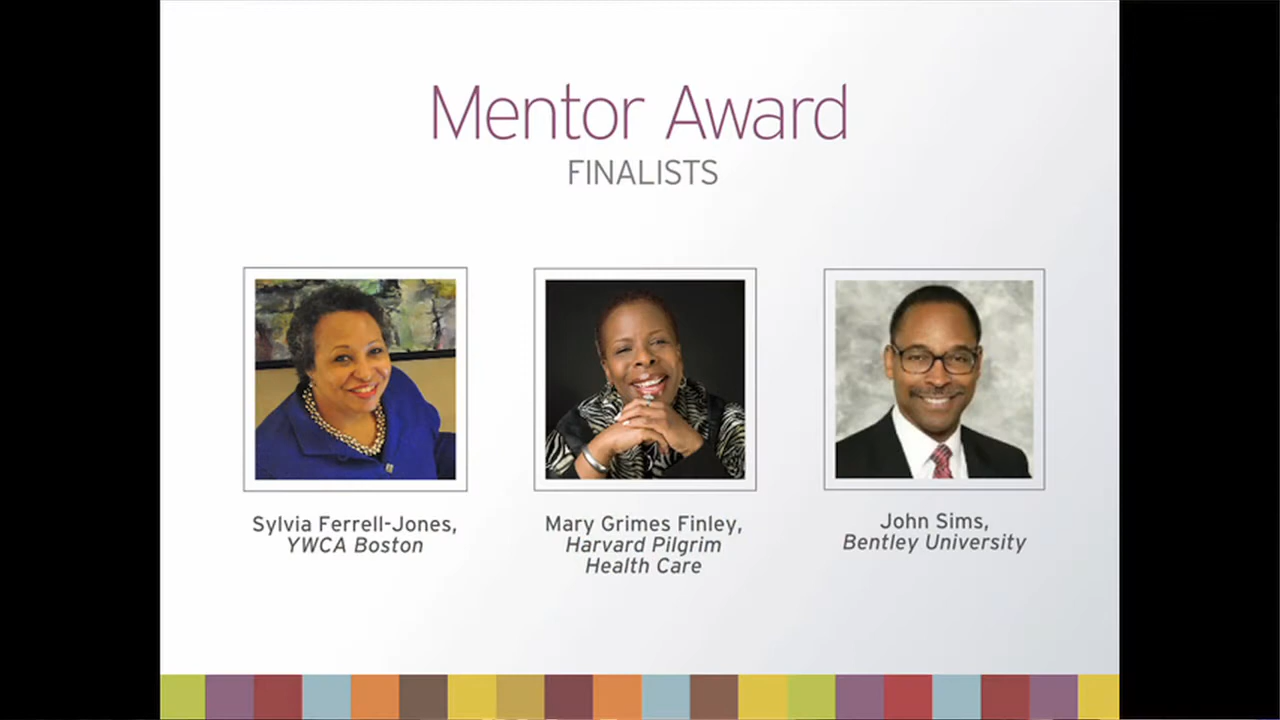 Mentor Award
FINALISTS
Sylvia Ferrell-Jones,
YWCA Boston
Mary Grimes Finley,
Harvard Pilgrim
Health Care
John Sims,
Bentley University